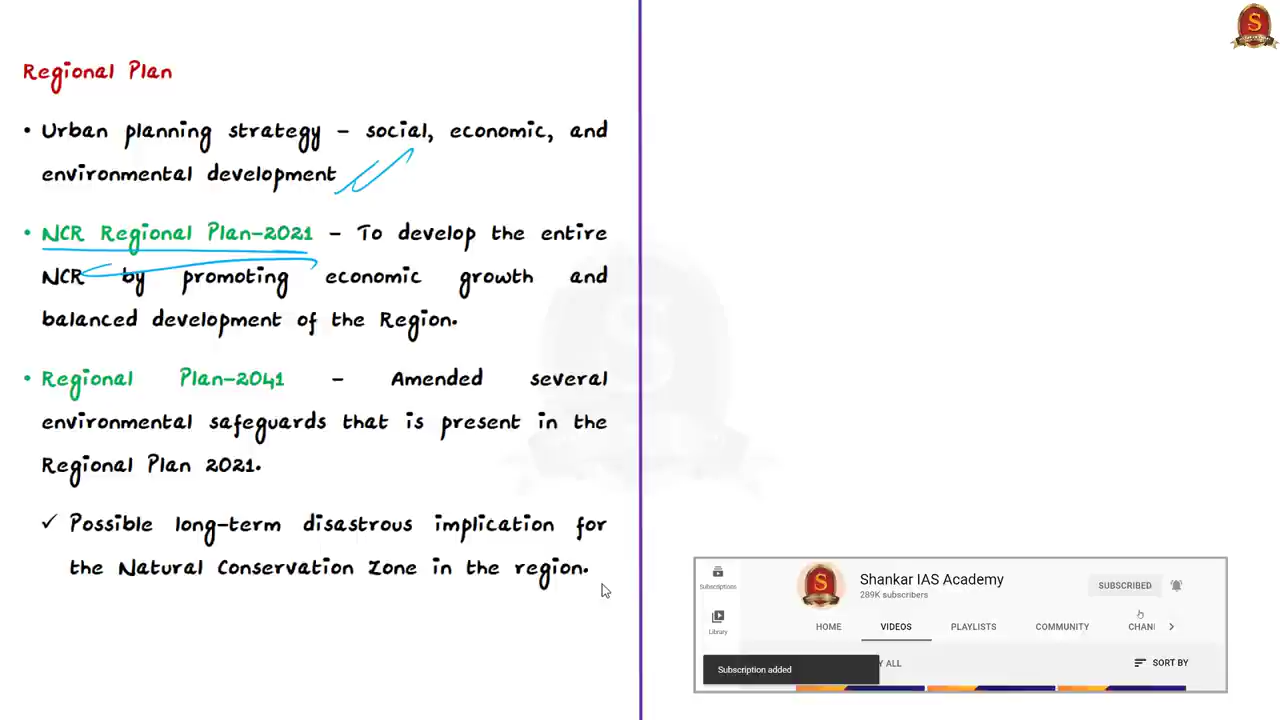 Regional Plan
• Urban planning strategy – social, economic, and
environmental development
• NCR Regional Plan-2021 – To develop the entire
NCR by promoting economic growth and
balanced development of the Region.
• Regional Plan-2041 – Amended several
environmental safeguards that is present in the
Regional Plan 2021.
✓ Possible long-term disastrous implication for
the Natural Conservation Zone in the region.
Subscriptions
Library
Shankar IAS Academy
289K subscribers
SUBSCRIBED
HOME VIDEOS PLAYLISTS COMMUNITY CHANI
Y ALL
SORT BY
Subscription added